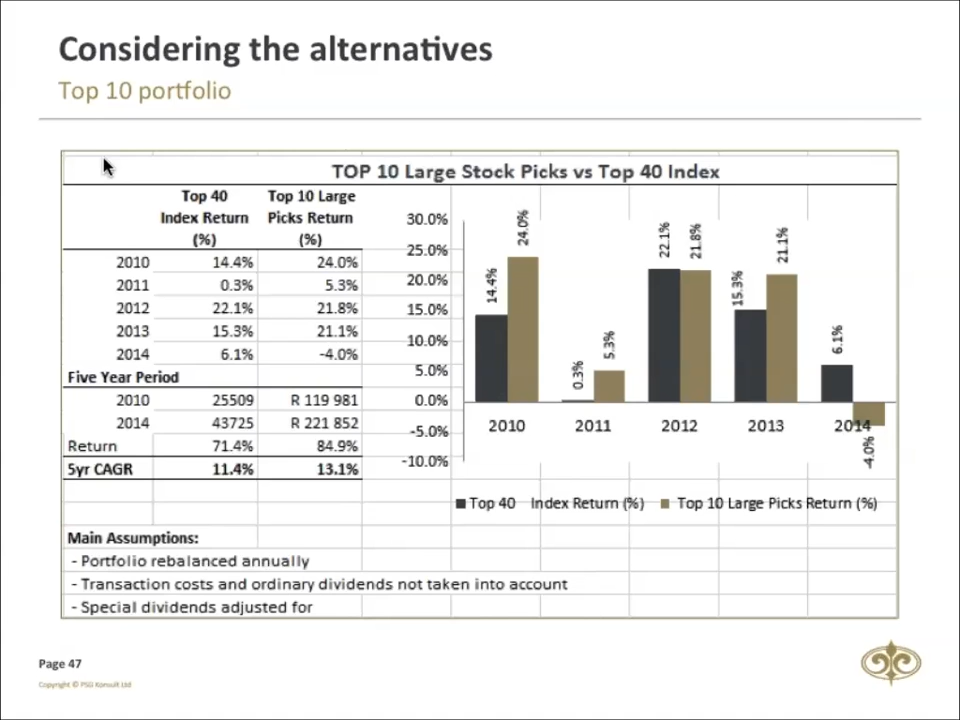 Considering the alternatives
Top 10 portfolio
TOP 10 Large Stock Picks vs Top 40 Index
Top 40 Index Return (%) Top 10 Large Picks Return (%)
2010 14.4% 24.0%
2011 0.3% 5.3%
2012 22.1% 21.8%
2013 15.3% 21.1%
2014 6.1% -4.0%
Five Year Period
2010 25509 R 119 981
2014 43725 R 221 852
Return 71.4% 84.9%
5yr CAGR 11.4% 13.1%
30.0%
25.0%
20.0%
15.0%
10.0%
5.0%
0.0%
-5.0%
-10.0%
14.4% 24.0% 0.3% 5.3% 22.1% 21.8% 15.3% 21.1% 6.1% -4.0%
2010 2011 2012 2013 2014
Top 40 Index Return (%) Top 10 Large Picks Return (%)
Main Assumptions:
- Portfolio rebalanced annually
- Transaction costs and ordinary dividends not taken into account
- Special dividends adjusted for
Page 47
Copyright © PSG Konsult Ltd